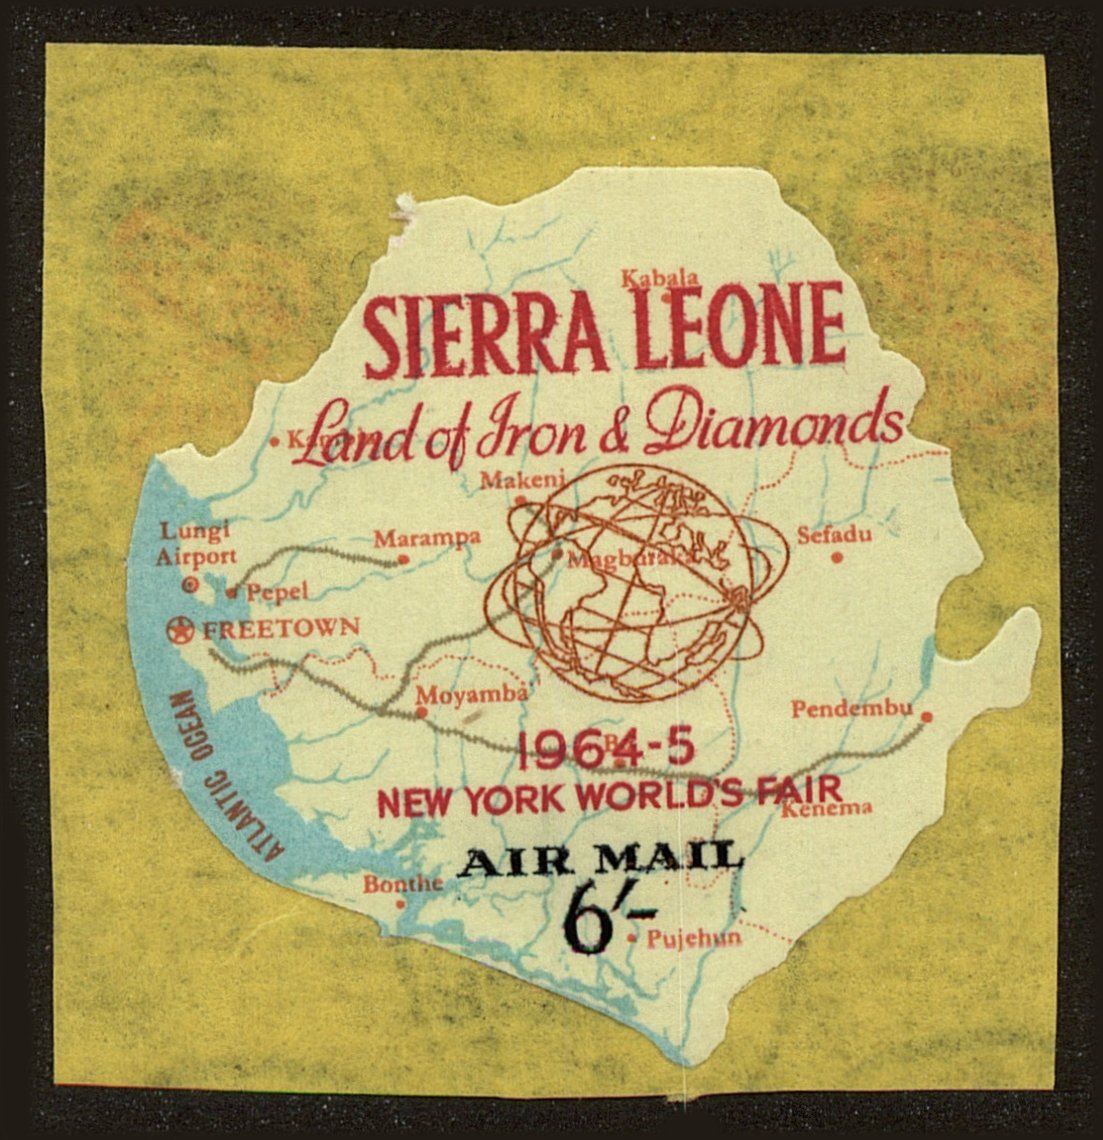 Kabala
SIERRA LEONE
Land of Iron & Diamonds
Makeni
Lungi
Airport
Marampa
Sefadu
Magburaka
Pepel
FREETOWN
Moyamba
Pendembu
ATLANTIC OCEAN
1964-5
NEW YORK WORLD'S FAIR
Kenema
AIR MAIL
Bonthe
6/-
Pujehun